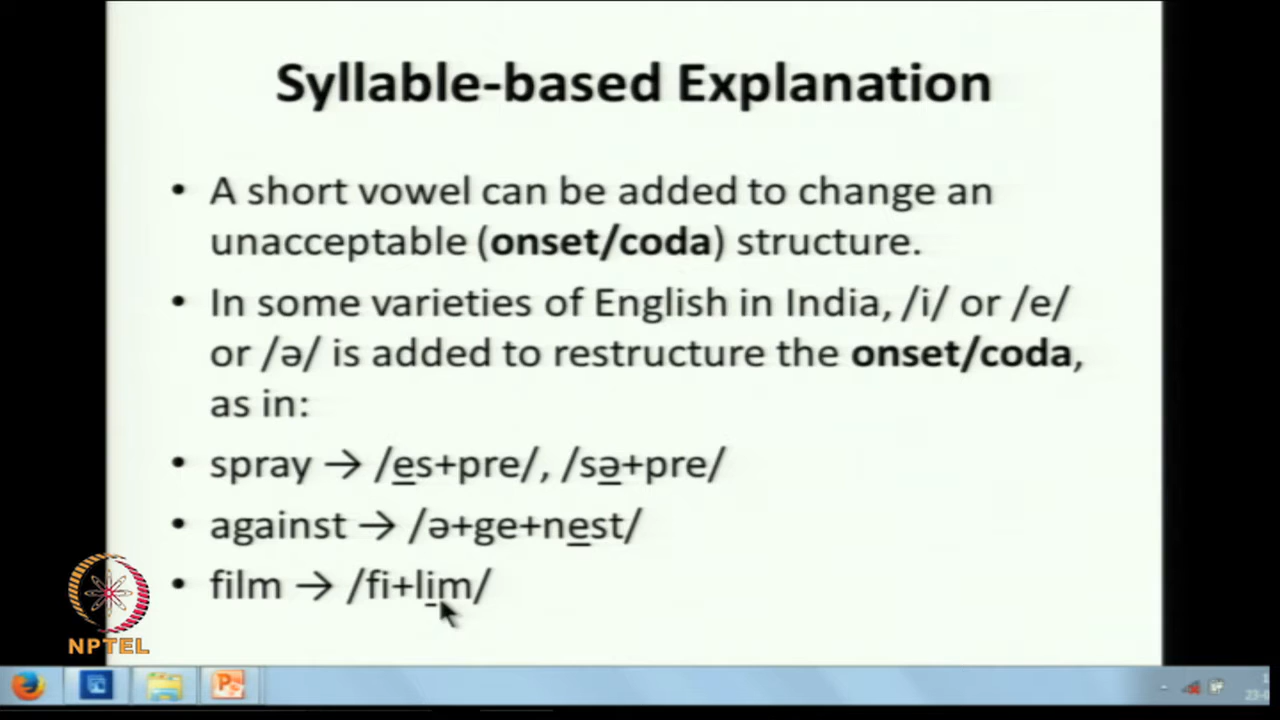 Syllable-based Explanation
• A short vowel can be added to change an
unacceptable (onset/coda) structure.
• In some varieties of English in India, /i/ or /e/
or /ə/ is added to restructure the onset/coda,
as in:
• spray → /es+pre/, /sə+pre/
• against → /ə+ge+nest/
• film → /fi+lim/
NPTEL